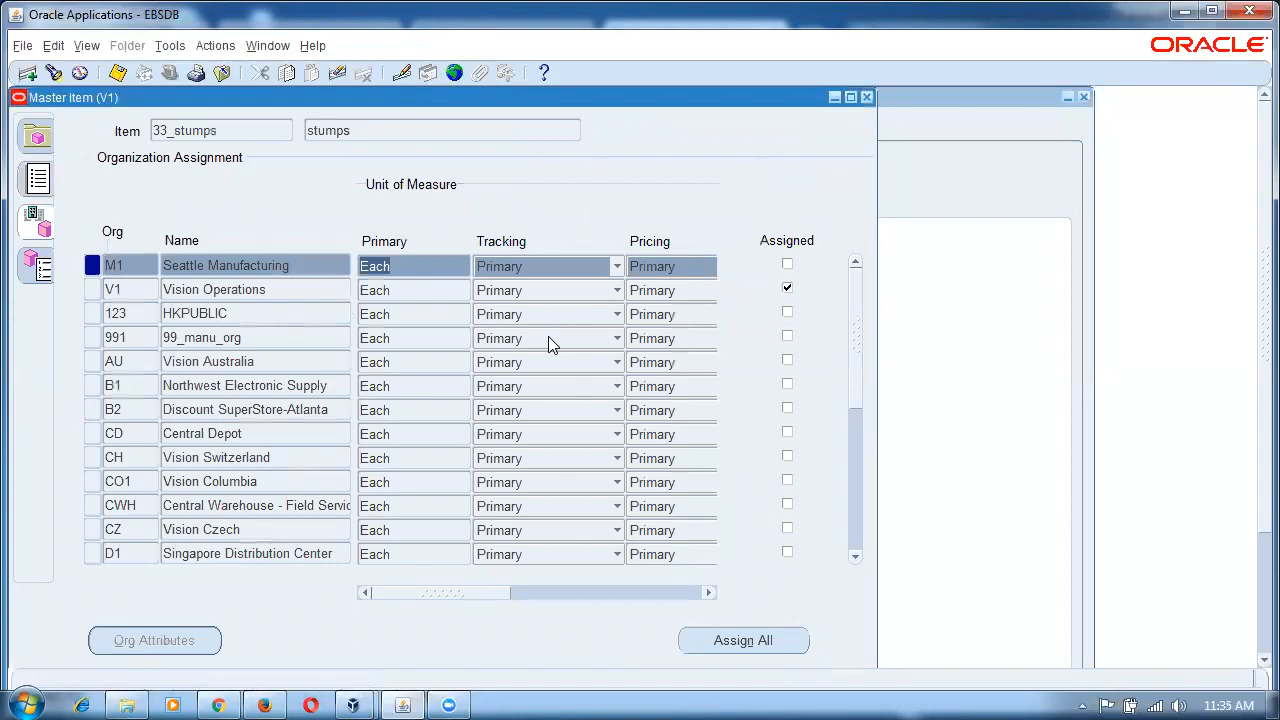 Oracle Applications - EBSDB
File Edit View Folder Tools Actions Window Help
ORACLE
Master Item (V1)
Item 33_stumps stumps
Organization Assignment
Unit of Measure
Org Name Primary Tracking Pricing Assigned
M1 Seattle Manufacturing Each Primary Primary
V1 Vision Operations Each Primary Primary
123 HKPUBLIC Each Primary Primary
991 99_manu_org Each Primary Primary
AU Vision Australia Each Primary Primary
B1 Northwest Electronic Supply Each Primary Primary
B2 Discount SuperStore-Atlanta Each Primary Primary
CD Central Depot Each Primary Primary
CH Vision Switzerland Each Primary Primary
CO1 Vision Columbia Each Primary Primary
CWH Central Warehouse - Field Servic Each Primary Primary
CZ Vision Czech Each Primary Primary
D1 Singapore Distribution Center Each Primary Primary
Org Attributes Assign All
11:35 AM